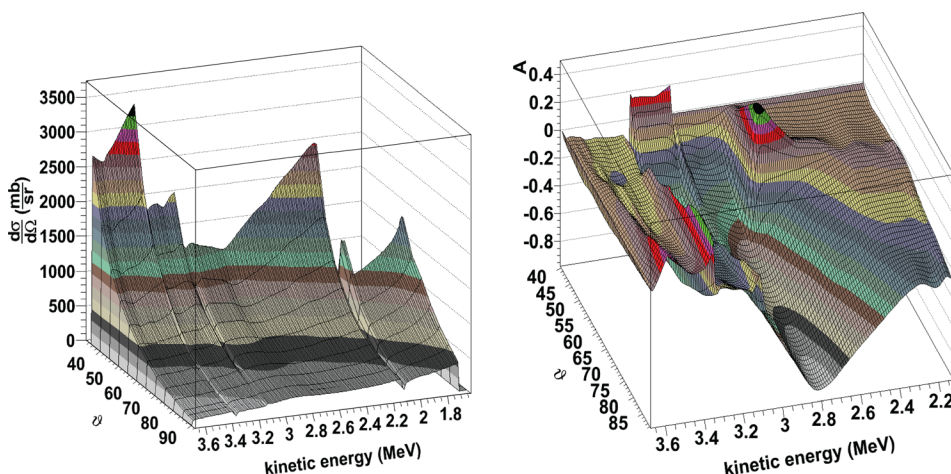 dσ
dΩ
(mb
sr)
3500
3000
2500
2000
1500
1000
500
0
40
50
60
70
80
90
ϑ
3.6 3.4 3.2 3 2.8 2.6 2.4 2.2 2 1.8
kinetic energy (MeV)
A
0.4
0.2
0
-0.2
-0.4
-0.6
-0.8
40
45
50
55
60
65
70
75
80
85
ϑ
3.6 3.4 3.2 3 2.8 2.6 2.4 2.2
kinetic energy (MeV)